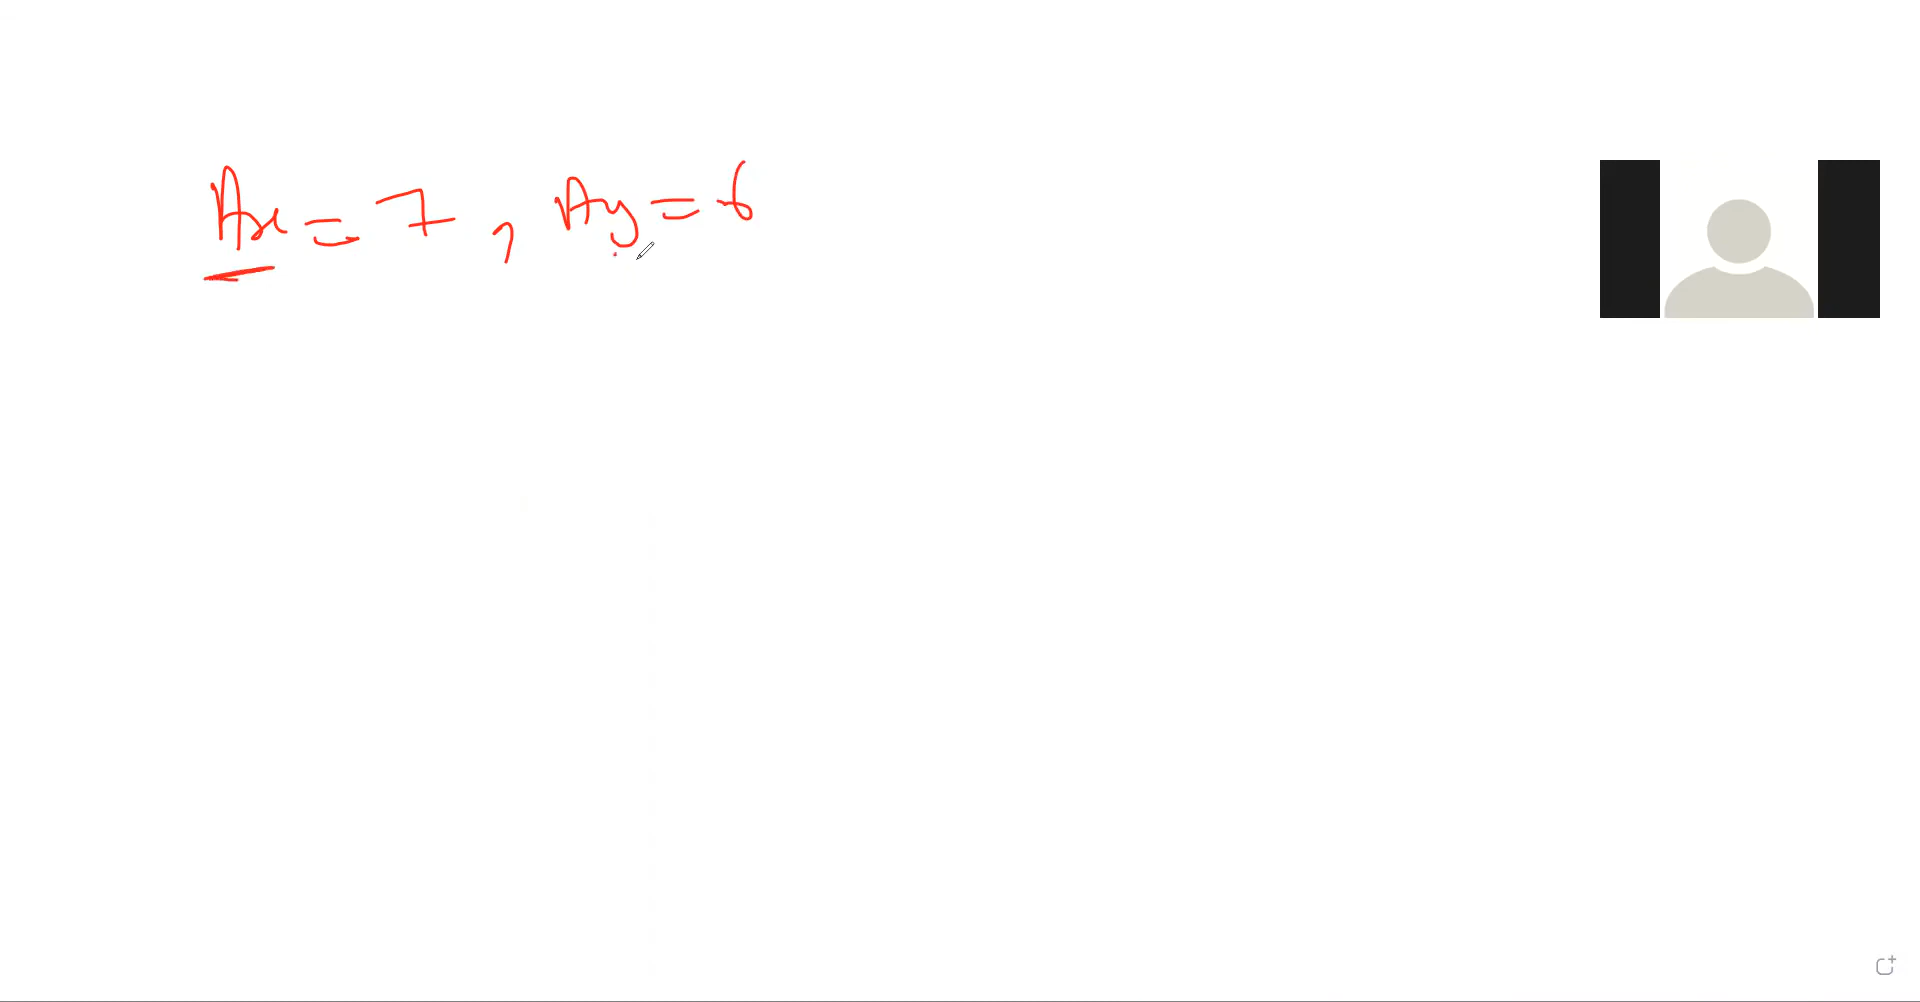 Ax = 7 , Ay = 6